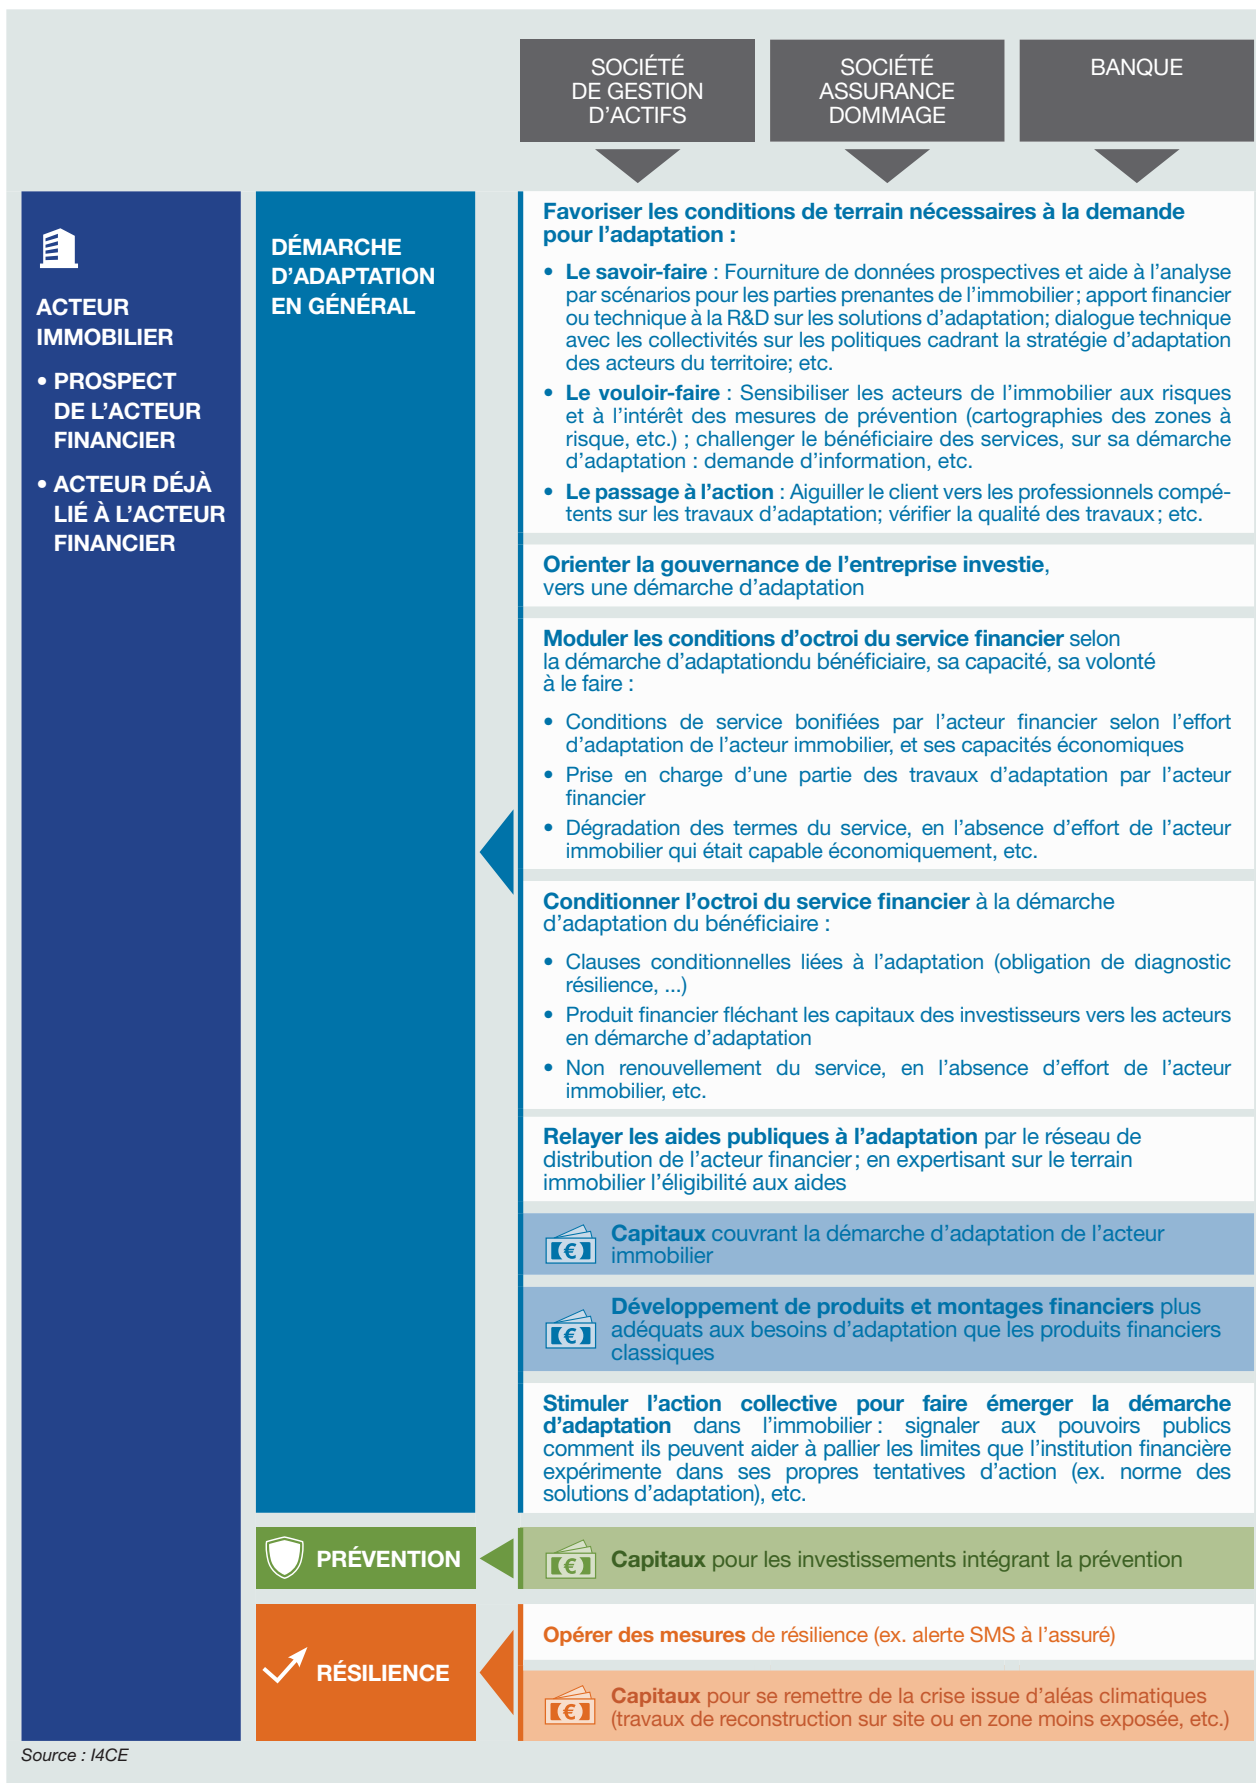 SOCIÉTÉ
DE GESTION
D'ACTIFS
SOCIÉTÉ
ASSURANCE
DOMMAGE
BANQUE
ACTEUR
IMMOBILIER
• PROSPECT
DE L'ACTEUR
FINANCIER
• ACTEUR DÉJÀ
LIÉ À L'ACTEUR
FINANCIER
DÉMARCHE
D'ADAPTATION
EN GÉNÉRAL
Favoriser les conditions de terrain nécessaires à la demande
pour l'adaptation :
• Le savoir-faire : Fourniture de données prospectives et aide à l'analyse
par scénarios pour les parties prenantes de l'immobilier ; apport financier
ou technique à la R&D sur les solutions d'adaptation; dialogue technique
avec les collectivités sur les politiques cadrant la stratégie d'adaptation
des acteurs du territoire; etc.
• Le vouloir-faire : Sensibiliser les acteurs de l'immobilier aux risques
et à l'intérêt des mesures de prévention (cartographies des zones à
risque, etc.) ; challenger le bénéficiaire des services, sur sa démarche
d'adaptation : demande d'information, etc.
• Le passage à l'action : Aiguiller le client vers les professionnels compé-
tents sur les travaux d'adaptation; vérifier la qualité des travaux ; etc.
Orienter la gouvernance de l'entreprise investie,
vers une démarche d'adaptation
Moduler les conditions d'octroi du service financier selon
la démarche d'adaptationdu bénéficiaire, sa capacité, sa volonté
à le faire :
• Conditions de service bonifiées par l'acteur financier selon l'effort
d'adaptation de l'acteur immobilier, et ses capacités économiques
• Prise en charge d'une partie des travaux d'adaptation par l'acteur
financier
• Dégradation des termes du service, en l'absence d'effort de l'acteur
immobilier qui était capable économiquement, etc.
Conditionner l'octroi du service financier à la démarche
d'adaptation du bénéficiaire :
• Clauses conditionnelles liées à l'adaptation (obligation de diagnostic
résilience, ...)
• Produit financier fléchant les capitaux des investisseurs vers les acteurs
en démarche d'adaptation
• Non renouvellement du service, en l'absence d'effort de l'acteur
immobilier, etc.
Relayer les aides publiques à l'adaptation par le réseau de
distribution de l'acteur financier ; en expertisant sur le terrain
immobilier l'éligibilité aux aides
Capitaux couvrant la démarche d'adaptation de l'acteur
immobilier
Développement de produits et montages financiers plus
adéquats aux besoins d'adaptation que les produits financiers
classiques
Stimuler l'action collective pour faire émerger la démarche
d'adaptation dans l'immobilier : signaler aux pouvoirs publics
comment ils peuvent aider à pallier les limites que l'institution financière
expérimente dans ses propres tentatives d'action (ex. norme des
solutions d'adaptation), etc.
PRÉVENTION
Capitaux pour les investissements intégrant la prévention
RÉSILIENCE
Opérer des mesures de résilience (ex. alerte SMS à l'assuré)
Capitaux pour se remettre de la crise issue d'aléas climatiques
(travaux de reconstruction sur site ou en zone moins exposée, etc.)
Source : I4CE